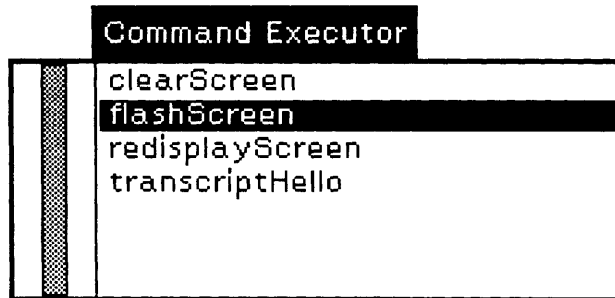 Command Executor
clearScreen
flashScreen
redisplayScreen
transcriptHello